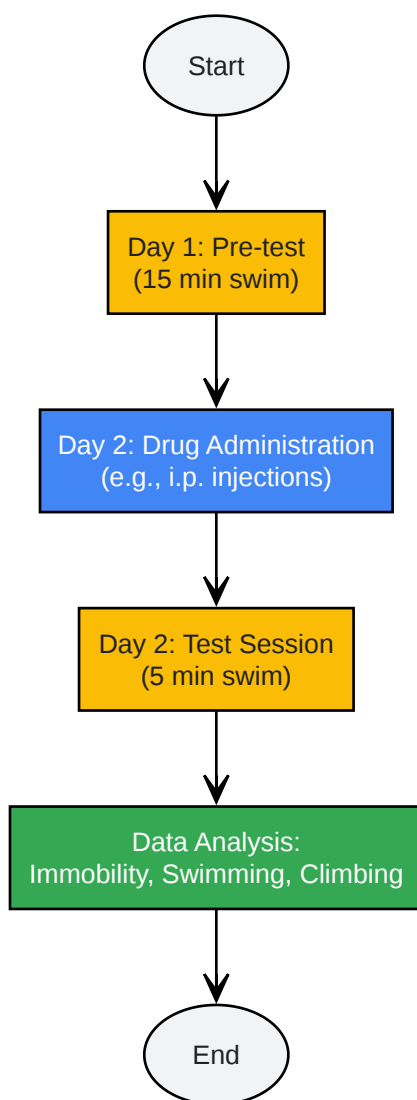 Start
Day 1: Pre-test
(15 min swim)
Day 2: Drug Administration
(e.g., i.p. injections)
Day 2: Test Session
(5 min swim)
Data Analysis:
Immobility, Swimming, Climbing
End